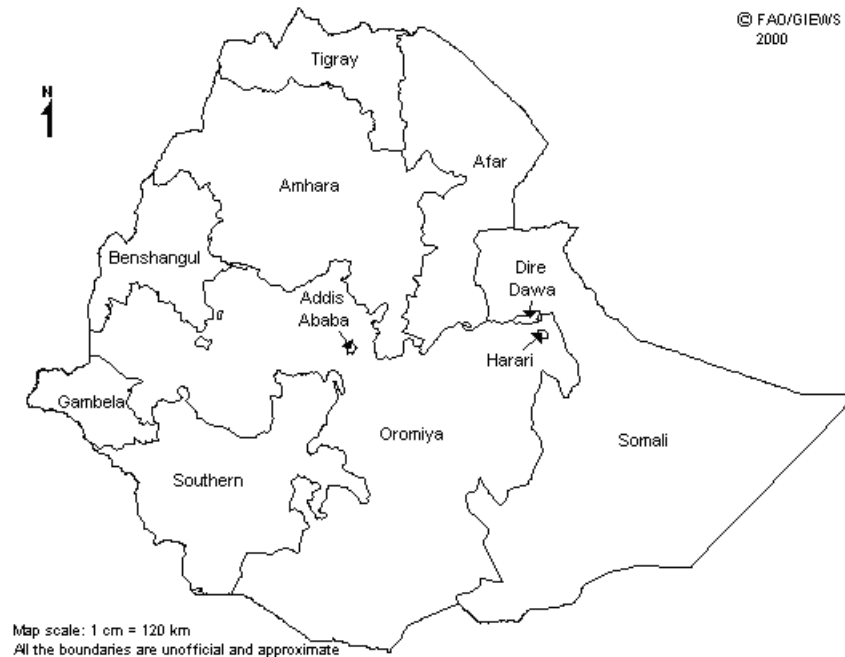 © FAO/GIEWS
2000
Tigray
N
Afar
Amhara
Benshangul
Dire
Dawa
Addis
Ababa
Harari
Gambela
Oromiya
Somali
Southern
Map scale: 1 cm = 120 km
All the boundaries are unofficial and approximate